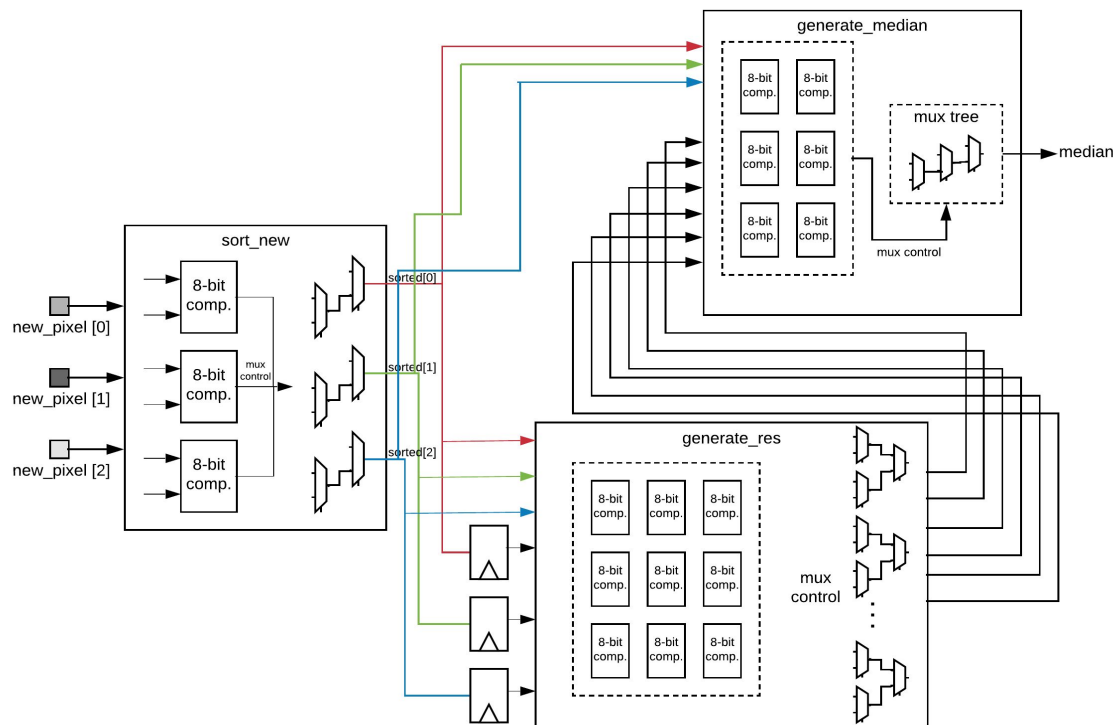 generate_median
8-bit
comp.
8-bit
comp.
8-bit
comp.
8-bit
comp.
8-bit
comp.
8-bit
comp.
mux tree
mux control
median
sort_new
8-bit
comp.
8-bit
comp.
8-bit
comp.
mux
control
new_pixel [0]
new_pixel [1]
new_pixel [2]
sorted[0]
sorted[1]
sorted[2]
generate_res
8-bit
comp.
8-bit
comp.
8-bit
comp.
8-bit
comp.
8-bit
comp.
8-bit
comp.
8-bit
comp.
8-bit
comp.
8-bit
comp.
mux
control